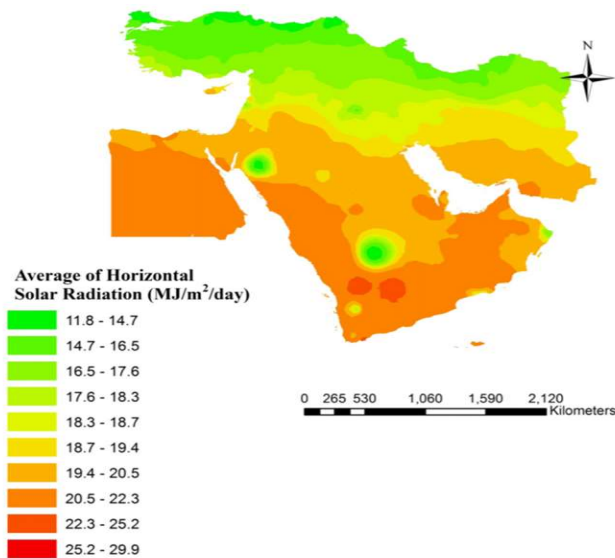 N
Average of Horizontal
Solar Radiation (MJ/m²/day)
11.8 - 14.7
14.7 - 16.5
16.5 - 17.6
17.6 - 18.3
18.3 - 18.7
18.7 - 19.4
19.4 - 20.5
20.5 - 22.3
22.3 - 25.2
25.2 - 29.9
0 265 530 1,060 1,590 2,120
Kilometers